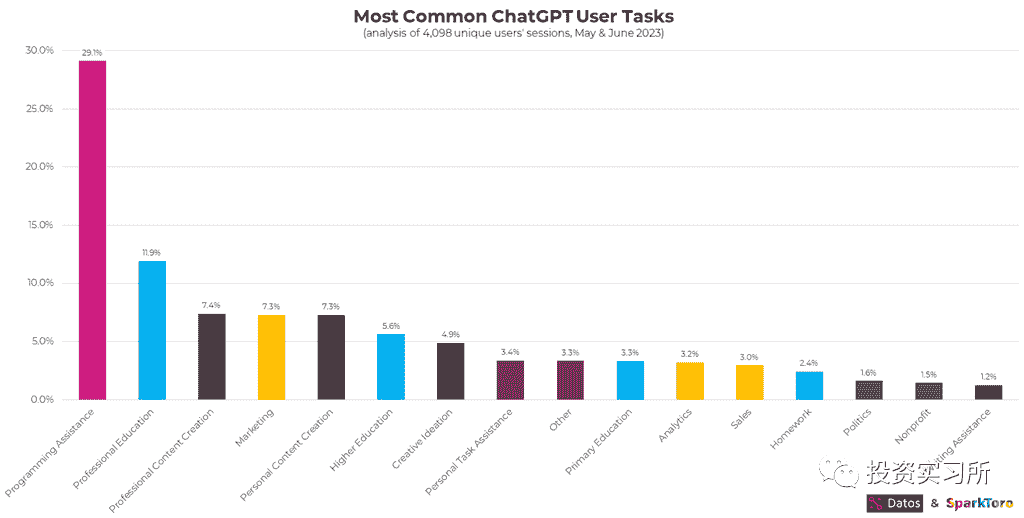 Most Common ChatGPT User Tasks
(analysis of 4,098 unique users' sessions, May & June 2023)
30.0%
25.0%
20.0%
15.0%
10.0%
5.0%
0.0%
29.1%
11.9%
7.4%
7.3%
7.3%
5.6%
4.9%
3.4%
3.3%
3.3%
3.2%
3.0%
2.4%
1.6%
1.5%
1.2%
Programming Assistance
Professional Education
Professional Content Creation
Marketing
Personal Content Creation
Higher Education
Creative Ideation
Personal Task Assistance
Other
Primary Education
Analytics
Sales
Homework
Politics
Nonprofit
Assistance
投资实习所
Datos & SparkToro